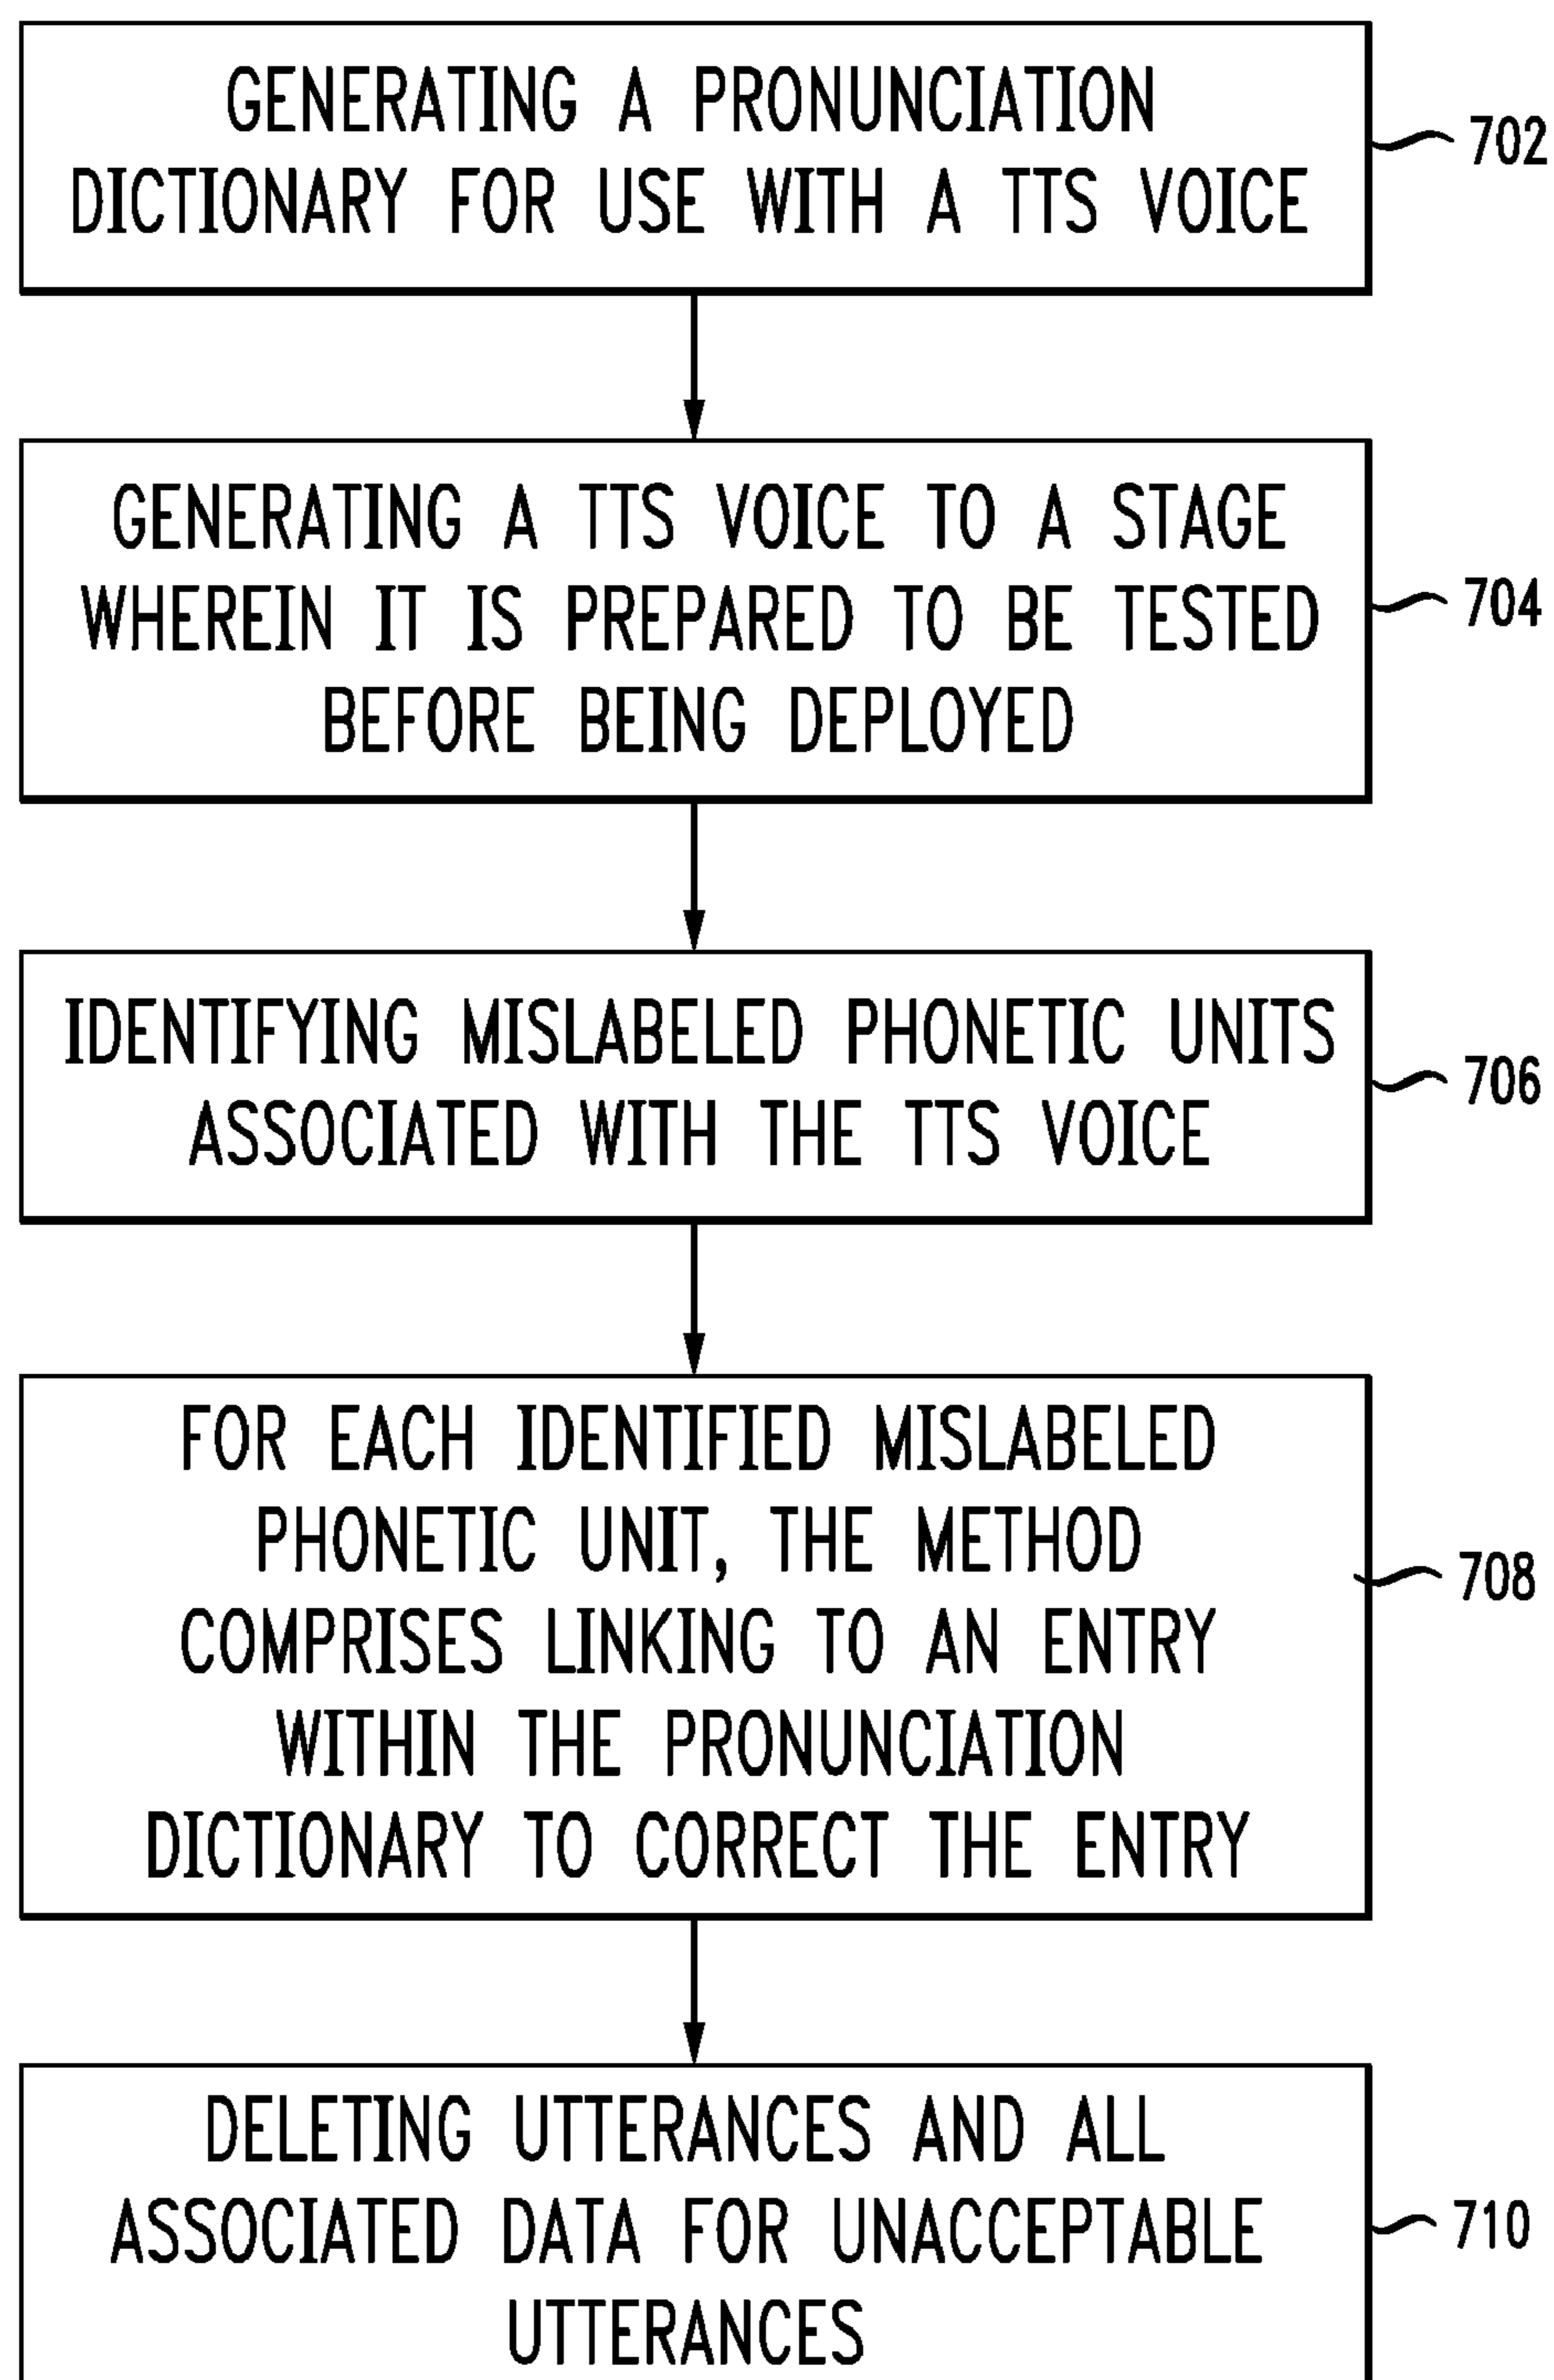 GENERATING A PRONUNCIATION
DICTIONARY FOR USE WITH A TTS VOICE
702
GENERATING A TTS VOICE TO A STAGE
WHEREIN IT IS PREPARED TO BE TESTED
BEFORE BEING DEPLOYED
704
IDENTIFYING MISLABELED PHONETIC UNITS
ASSOCIATED WITH THE TTS VOICE
706
FOR EACH IDENTIFIED MISLABELED
PHONETIC UNIT, THE METHOD
COMPRISES LINKING TO AN ENTRY
WITHIN THE PRONUNCIATION
DICTIONARY TO CORRECT THE ENTRY
708
DELETING UTTERANCES AND ALL
ASSOCIATED DATA FOR UNACCEPTABLE
UTTERANCES
710